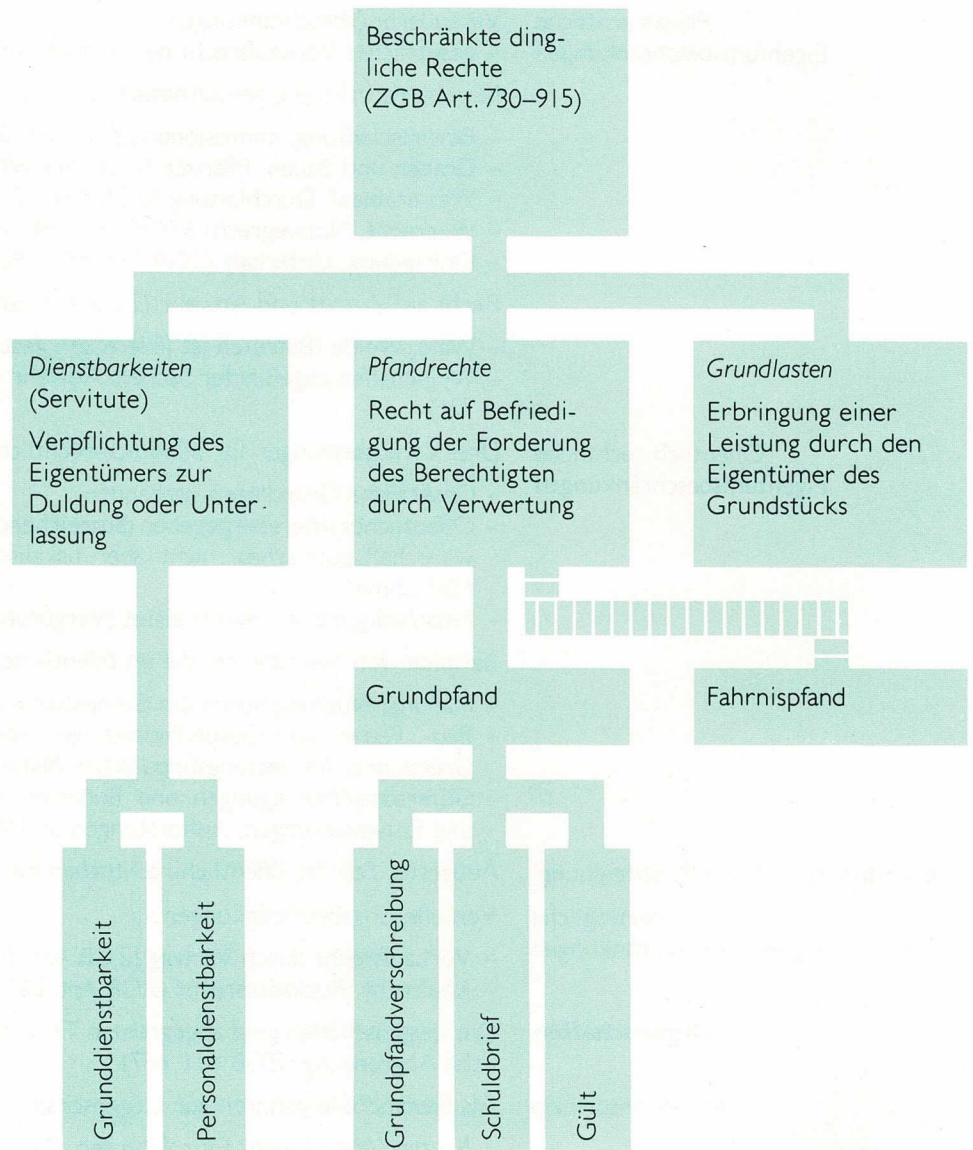 Beschränkte ding-
liche Rechte
(ZGB Art. 730–915)
Dienstbarkeiten
(Servitute)
Verpflichtung des
Eigentümers zur
Duldung oder Unter-
lassung
Pfandrechte
Recht auf Befriedi-
gung der Forderung
des Berechtigten
durch Verwertung
Grundlasten
Erbringung einer
Leistung durch den
Eigentümer des
Grundstücks
Grundpfand
Fahrnispfand
Grunddienstbarkeit
Personaldienstbarkeit
Grundpfandverschreibung
Schuldbrief
Gült